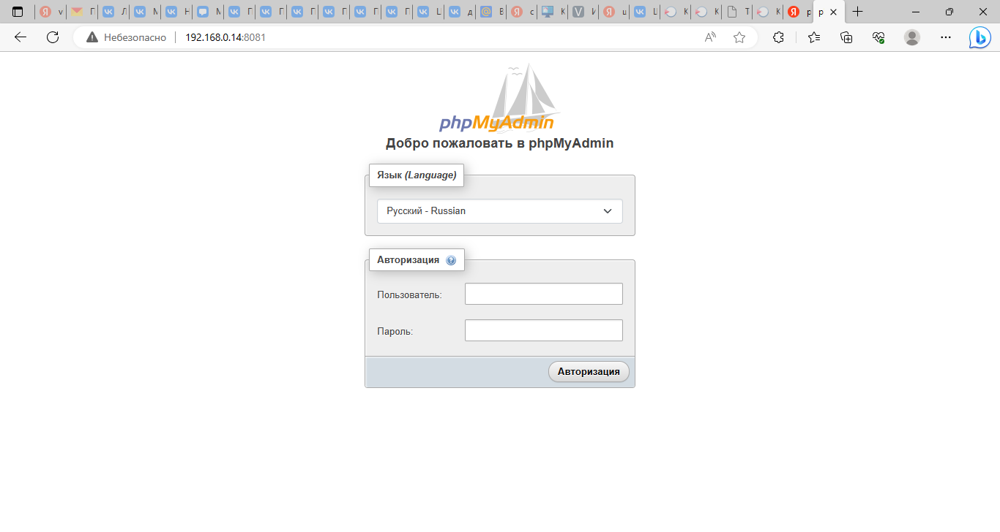 Небезопасно 192.168.0.14:8081
phpMyAdmin
Добро пожаловать в phpMyAdmin
Язык (Language)
Русский - Russian
Авторизация
Пользователь:
Пароль:
Авторизация